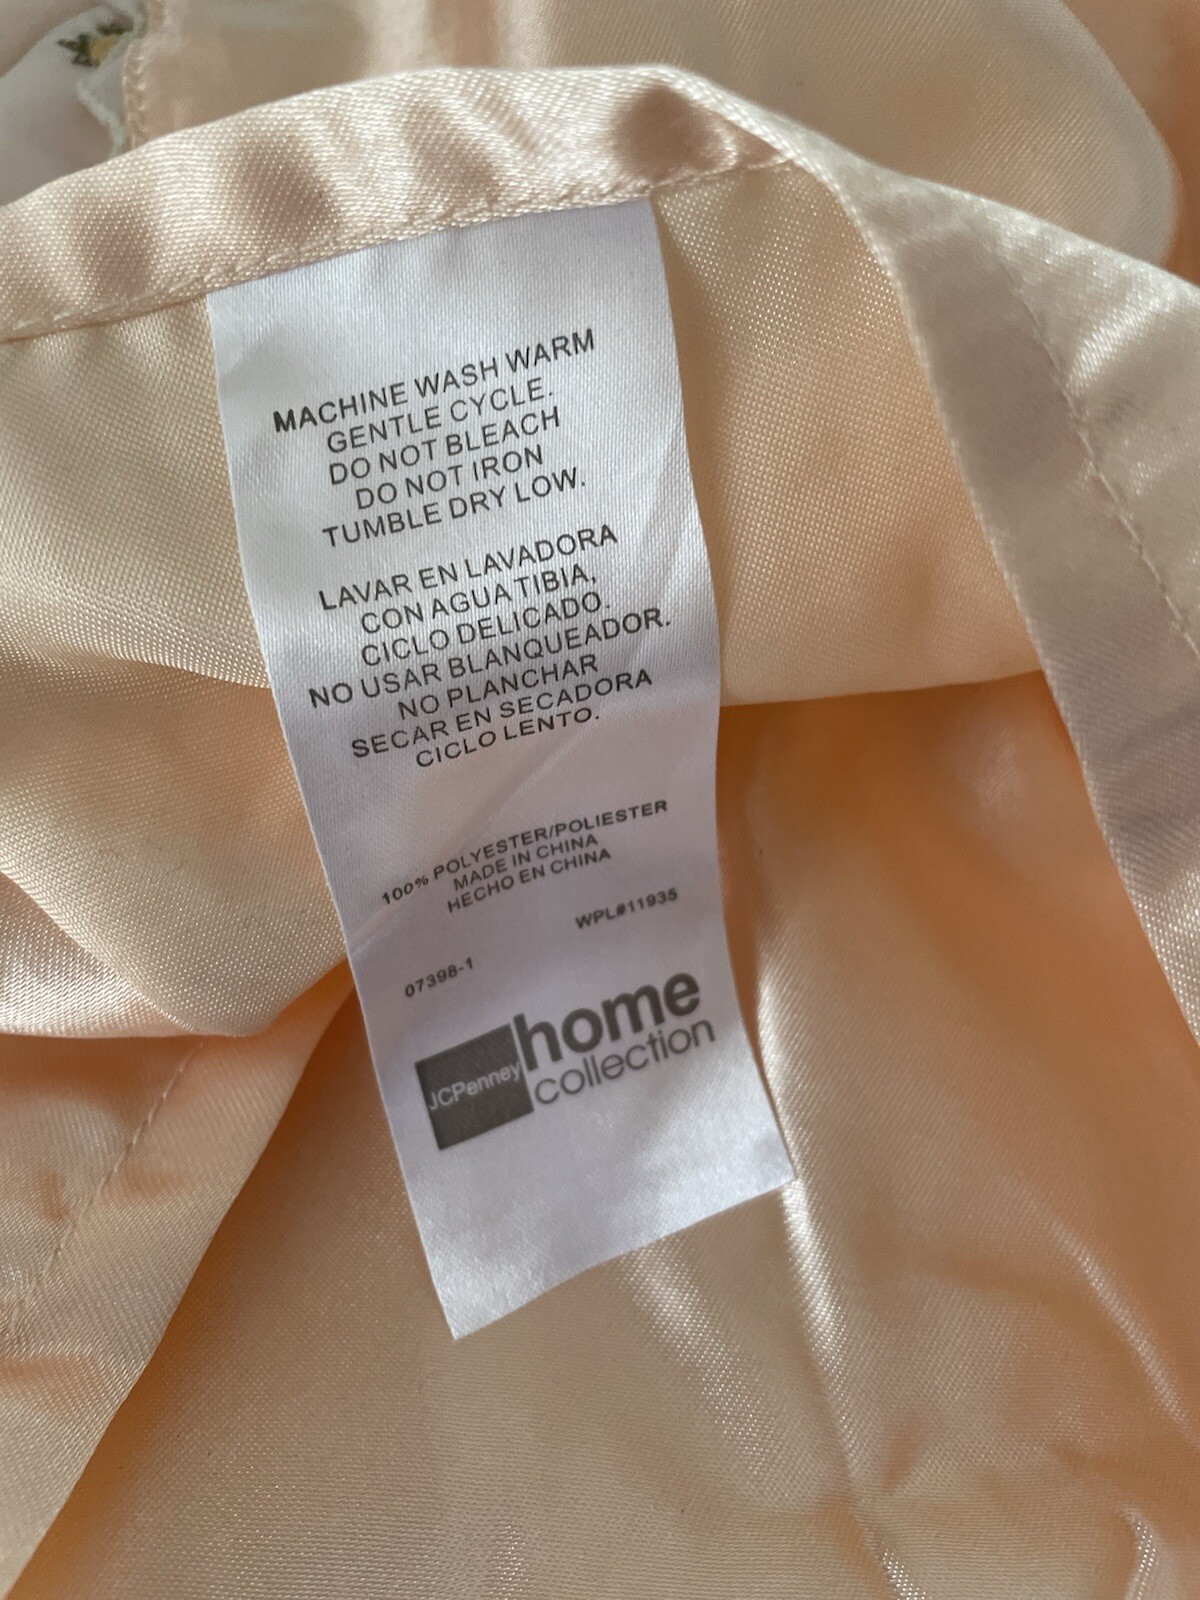 MACHINE WASH WARM
GENTLE CYCLE.
DO NOT BLEACH
DO NOT IRON
TUMBLE DRY LOW.
LAVAR EN LAVADORA
CON AGUA TIBIA,
CICLO DELICADO.
NO USAR BLANQUEADOR.
NO PLANCHAR
SECAR EN SECADORA
CICLO LENTO.
100% POLYESTER/POLIESTER
MADE IN CHINA
HECHO EN CHINA
WPL#11935
07398-1
JCPenney home
collection